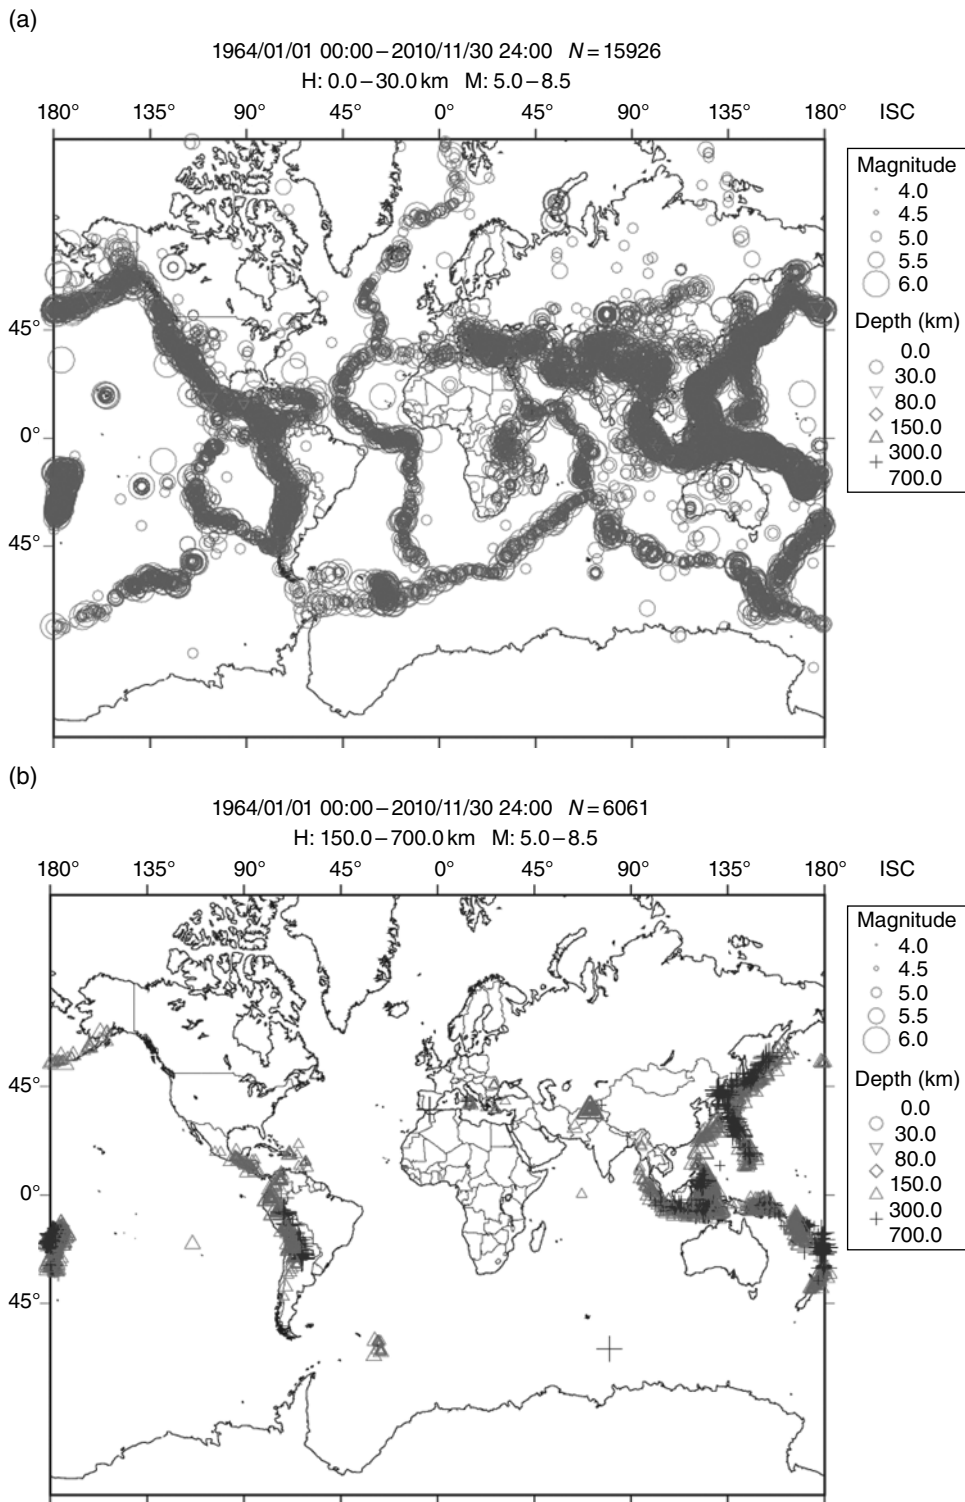 (a)
1964/01/01 00:00–2010/11/30 24:00 N=15926
H: 0.0–30.0 km M: 5.0–8.5
180° 135° 90° 45° 0° 45° 90° 135° 180° ISC
45°
0°
45°
Magnitude
4.0
4.5
5.0
5.5
6.0
Depth (km)
0.0
30.0
80.0
150.0
300.0
700.0
(b)
1964/01/01 00:00–2010/11/30 24:00 N=6061
H: 150.0–700.0 km M: 5.0–8.5
180° 135° 90° 45° 0° 45° 90° 135° 180° ISC
45°
0°
45°
Magnitude
4.0
4.5
5.0
5.5
6.0
Depth (km)
0.0
30.0
80.0
150.0
300.0
700.0